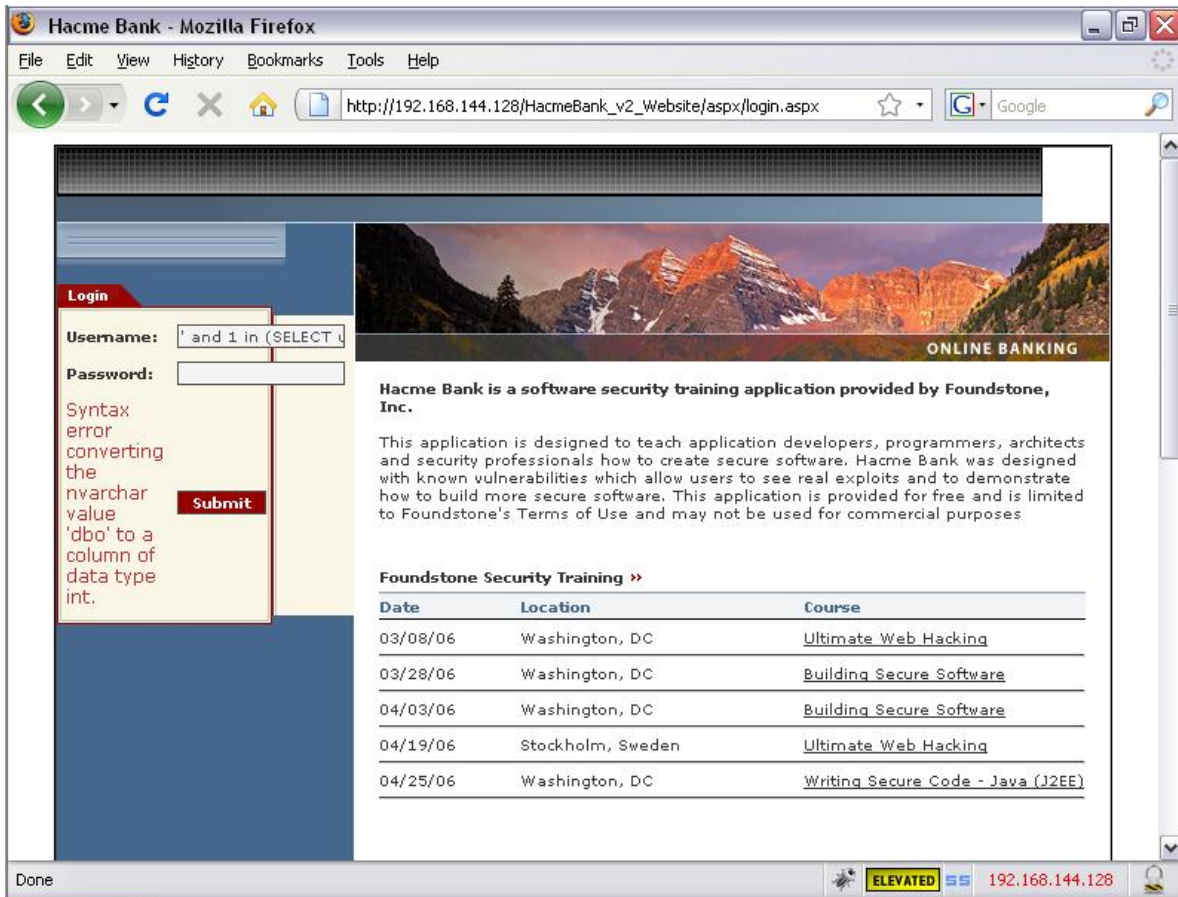 Hacme Bank - Mozilla Firefox
File Edit View History Bookmarks Tools Help
http://192.168.144.128/HacmeBank_v2_Website/aspx/login.aspx
G Google
Login
Username: ' and 1 in (SELECT u
Password:
Syntax
error
converting
the
nvarchar
value
'dbo' to a
column of
data type
int.
Submit
ONLINE BANKING
Hacme Bank is a software security training application provided by Foundstone,
Inc.
This application is designed to teach application developers, programmers, architects
and security professionals how to create secure software. Hacme Bank was designed
with known vulnerabilities which allow users to see real exploits and to demonstrate
how to build more secure software. This application is provided for free and is limited
to Foundstone's Terms of Use and may not be used for commercial purposes
Foundstone Security Training »
Date Location Course
03/08/06 Washington, DC Ultimate Web Hacking
03/28/06 Washington, DC Building Secure Software
04/03/06 Washington, DC Building Secure Software
04/19/06 Stockholm, Sweden Ultimate Web Hacking
04/25/06 Washington, DC Writing Secure Code - Java (J2EE)
Done ELEVATED SS 192.168.144.128